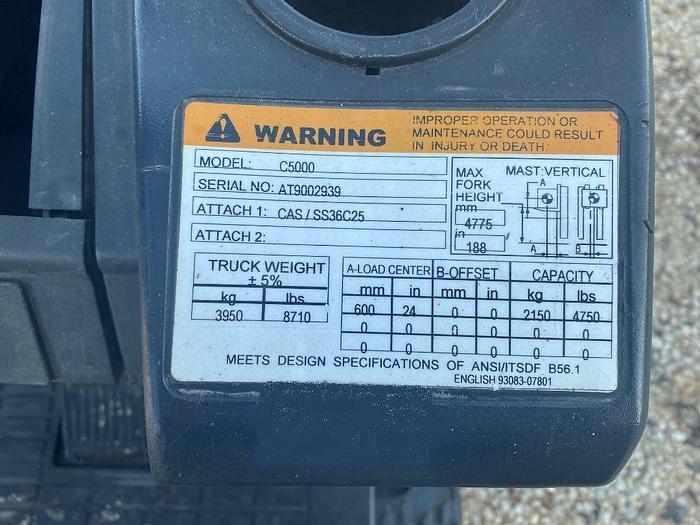 WARNING
IMPROPER OPERATION OR
MAINTENANCE COULD RESULT
IN INJURY OR DEATH.
MODEL: C5000
SERIAL NO: AT9002939
ATTACH 1: CAS / SS36C25
ATTACH 2:
MAX
FORK
HEIGHT
mm
4775
in
188
MAST: VERTICAL
A
A B
TRUCK WEIGHT
± 5%
kg lbs
3950 8710
A-LOAD CENTER B-OFFSET CAPACITY
mm in mm in kg lbs
600 24 0 0 2150 4750
0 0 0 0 0 0
0 0 0 0 0 0
MEETS DESIGN SPECIFICATIONS OF ANSI/ITSDF B56.1
ENGLISH 93083-07801